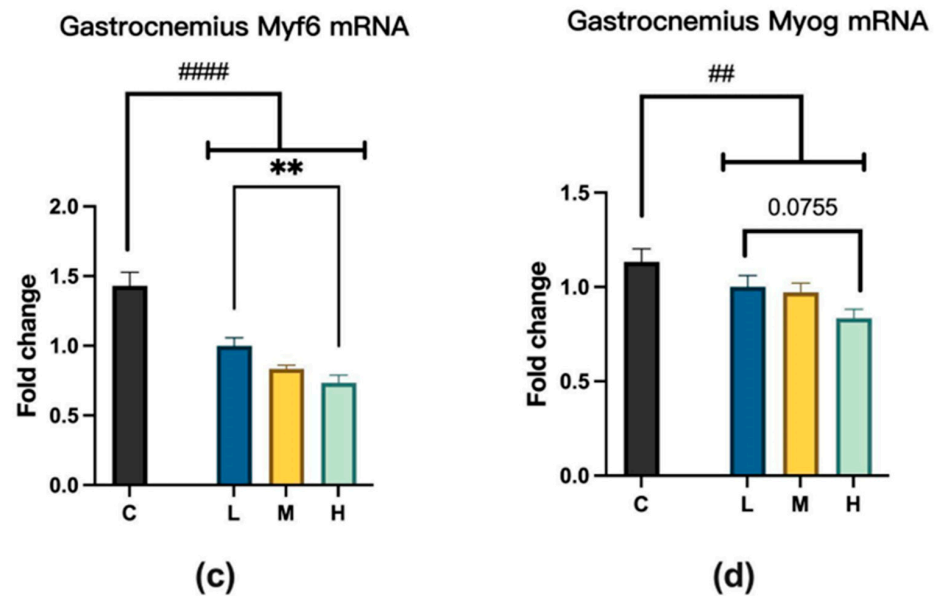 Gastrocnemius Myf6 mRNA
####
**
2.0
1.5
1.0
0.5
0.0
Fold change
C L M H
(c)
Gastrocnemius Myog mRNA
##
0.0755
1.5
1.0
0.5
0.0
Fold change
C L M H
(d)